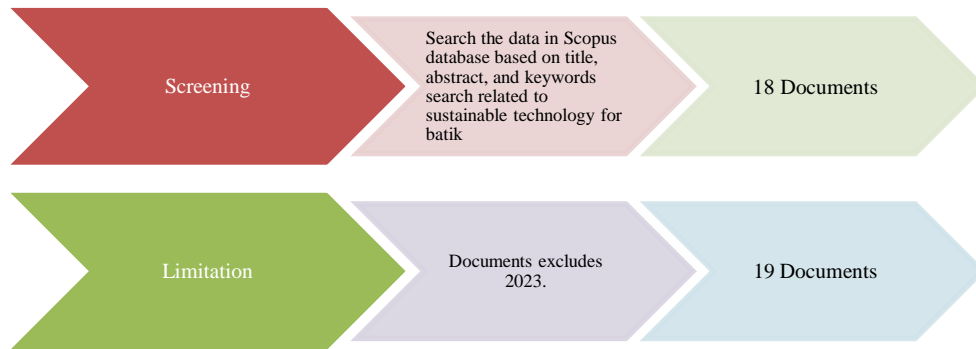 Screening
Search the data in Scopus
database based on title,
abstract, and keywords
search related to
sustainable technology for
batik
18 Documents
Limitation
Documents excludes
2023.
19 Documents